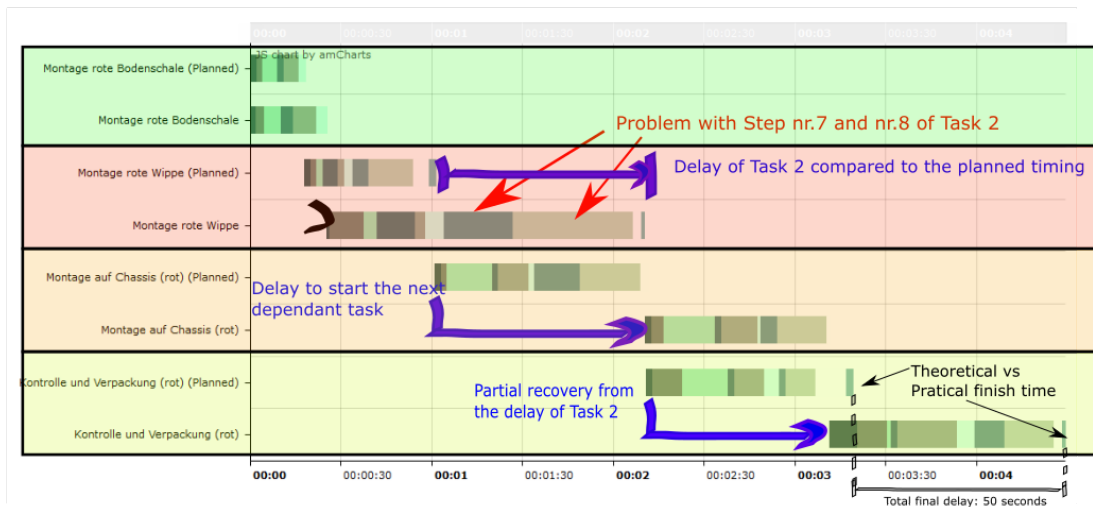 00:00 00:00:30 00:01 00:01:30 00:02 00:02:30 00:03 00:03:30 00:04
JS chart by amCharts
Montage rote Bodenschale (Planned)
Montage rote Bodenschale
Problem with Step nr.7 and nr.8 of Task 2
Montage rote Wippe (Planned)
Delay of Task 2 compared to the planned timing
Montage rote Wippe
Montage auf Chassis (rot) (Planned)
Delay to start the next
dependant task
Montage auf Chassis (rot)
Kontrolle und Verpackung (rot) (Planned)
Partial recovery from
the delay of Task 2
Theoretical vs
Pratical finish time
Kontrolle und Verpackung (rot)
00:00 00:00:30 00:01 00:01:30 00:02 00:02:30 00:03 00:03:30 00:04
Total final delay: 50 seconds